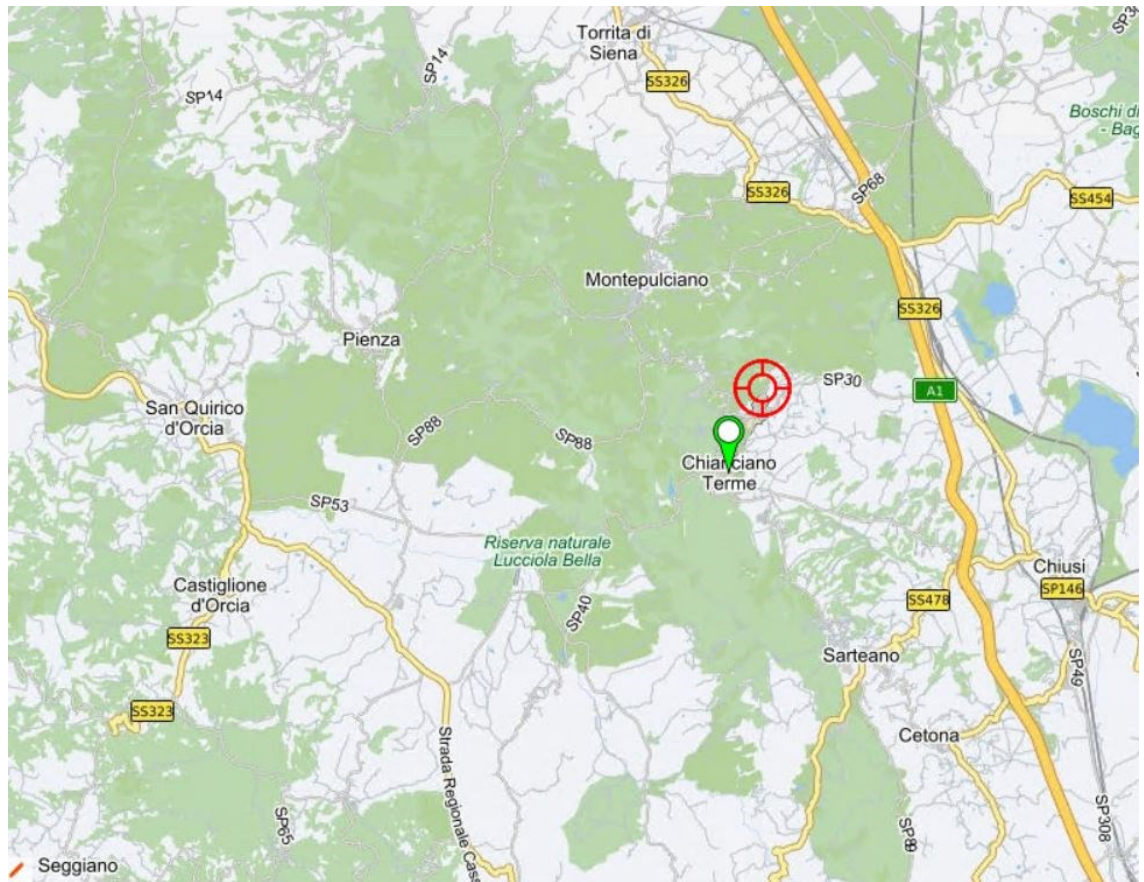 Torrita di
Siena
SP14
SP14
SS326
Boschi di
- Bag
SS326
SP68
SS454
Montepulciano
SS326
Pienza
SP30
A1
San Quirico
d'Orcia
SP88
SP88
Chianciano
Terme
SP53
Riserva naturale
Lucciola Bella
Chiusi
Castiglione
d'Orcia
SS478
SP146
SP40
SS323
Sarteano
SP49
SS323
Cetona
Strada Regionale Cass
SP65
SP308
Seggiano